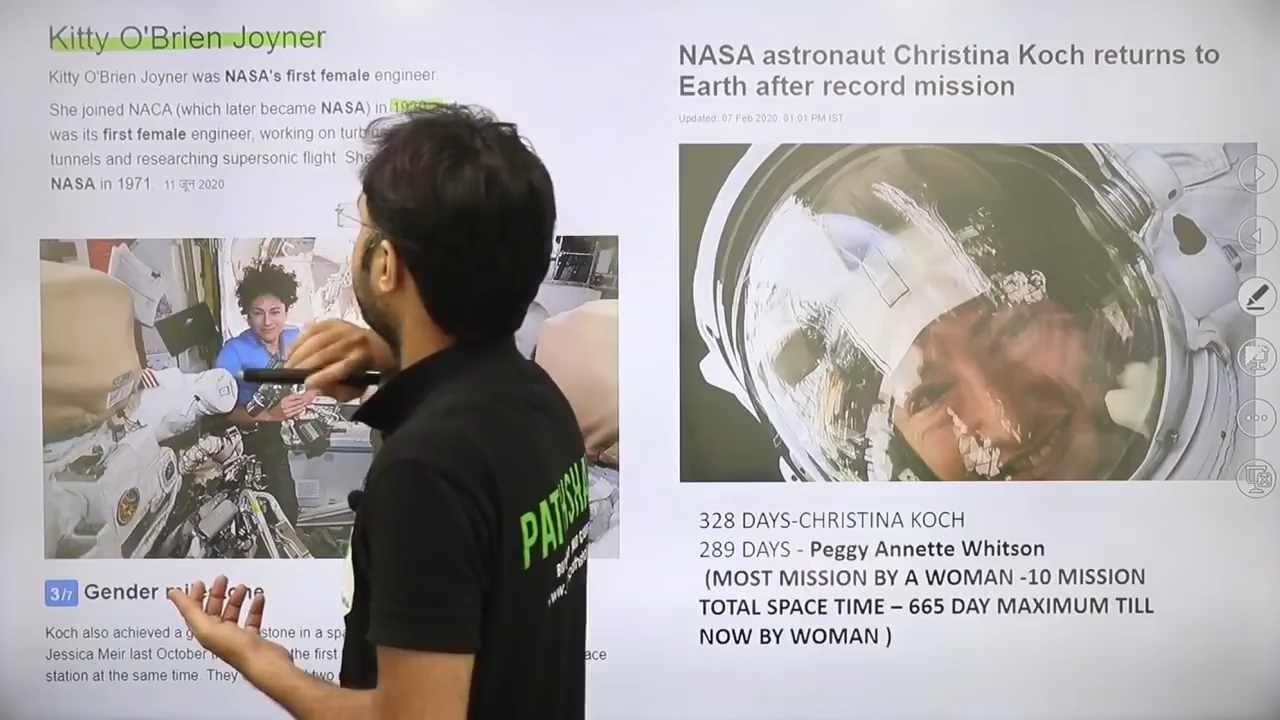 Kitty O'Brien Joyner
Kitty O'Brien Joyner was NASA's first female engineer.
She joined NACA (which later became NASA) in
was its first female engineer, working on
tunnels and researching supersonic flight. She
NASA in 1971. 11 जून 2020
3/7 Gender
Koch also achieved a in a
Jessica Meir last October the first
station at the same time. They two
NASA astronaut Christina Koch returns to
Earth after record mission
Updated: 07 Feb 2020, 01:01 PM IST
328 DAYS-CHRISTINA KOCH
289 DAYS - Peggy Annette Whitson
(MOST MISSION BY A WOMAN -10 MISSION
TOTAL SPACE TIME – 665 DAY MAXIMUM TILL
NOW BY WOMAN )